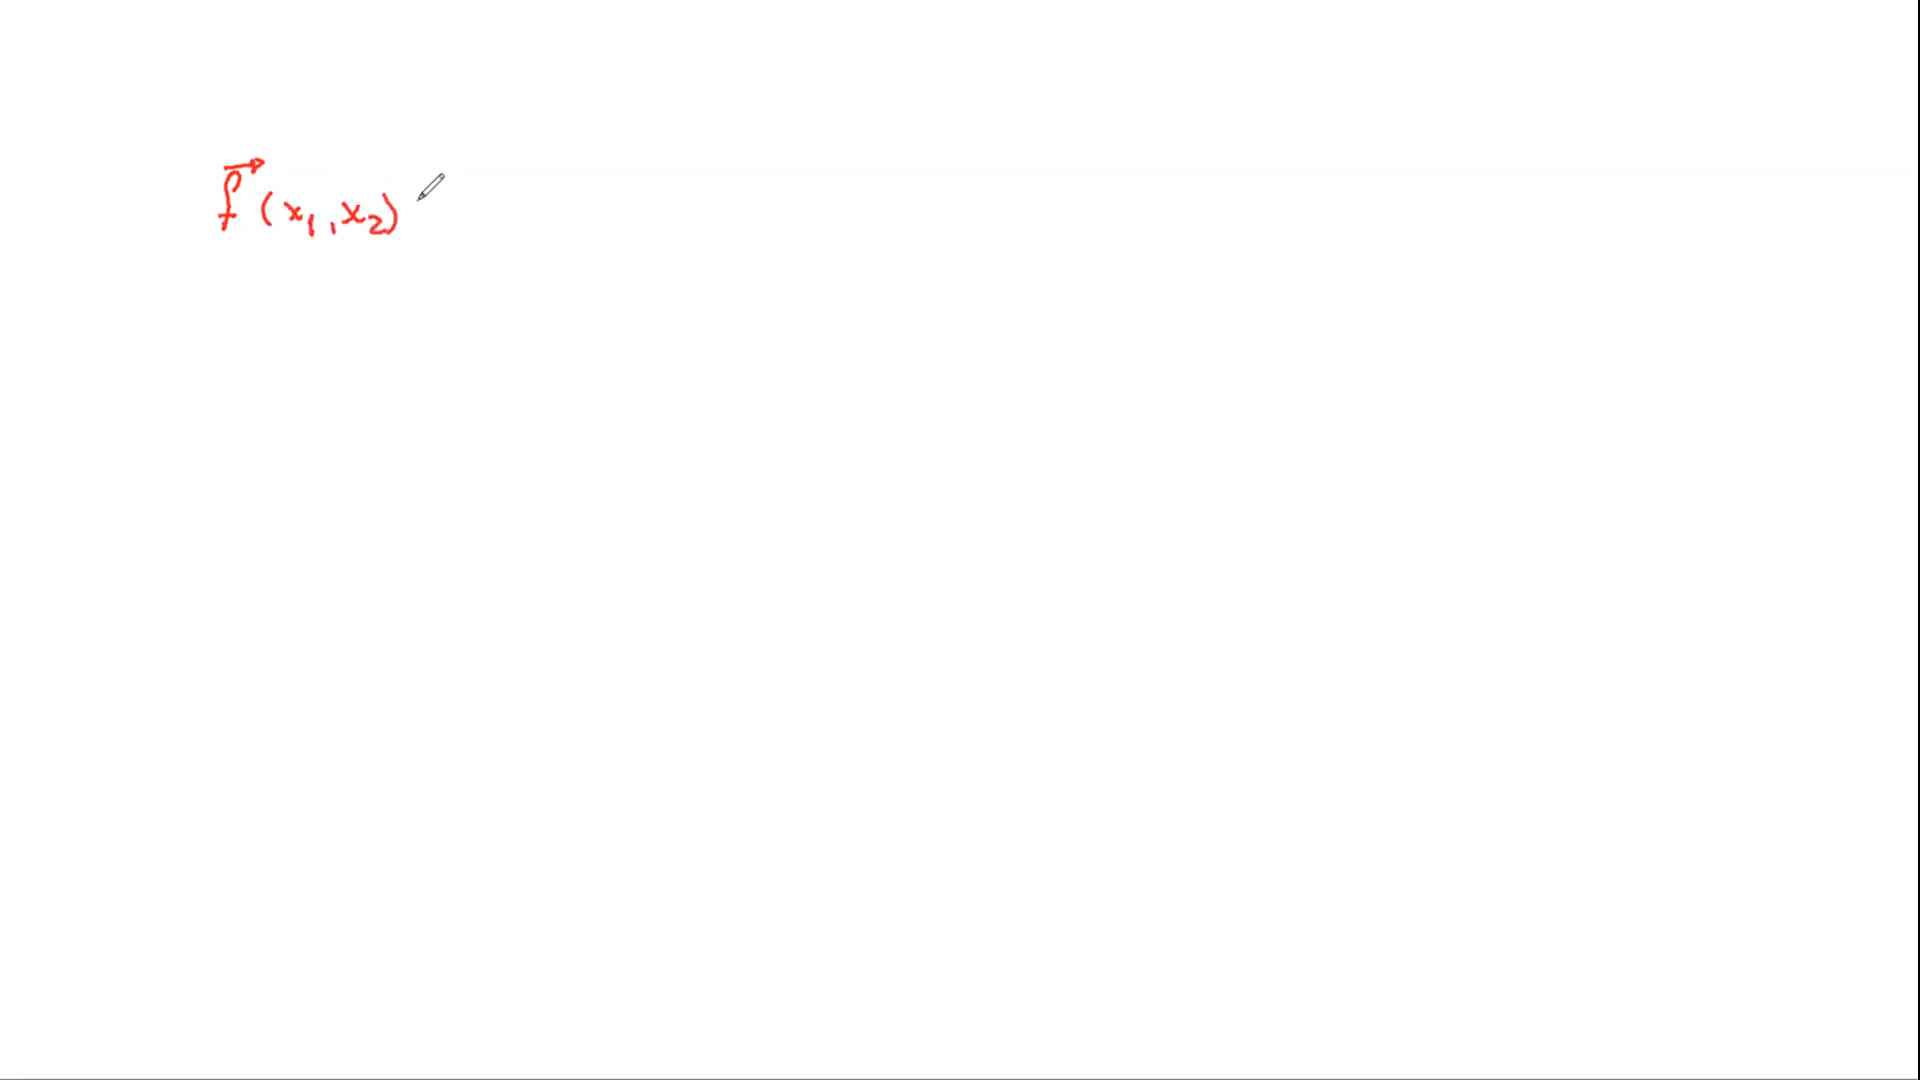 f⃗ (x₁, x₂)